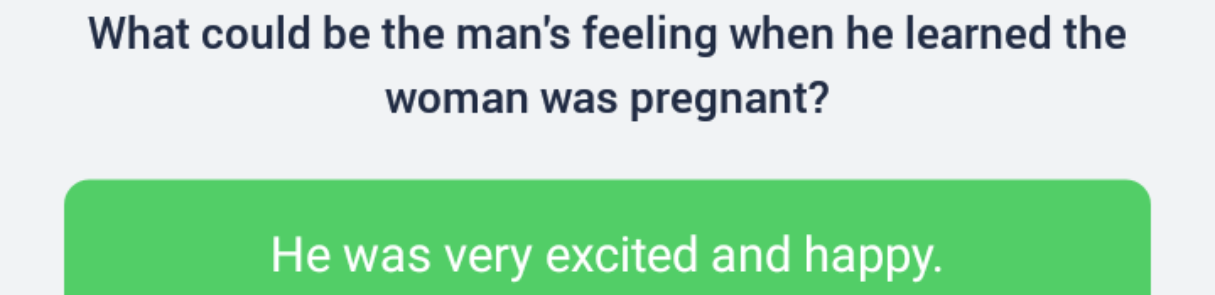 What could be the man's feeling when he learned the
woman was pregnant?
He was very excited and happy.